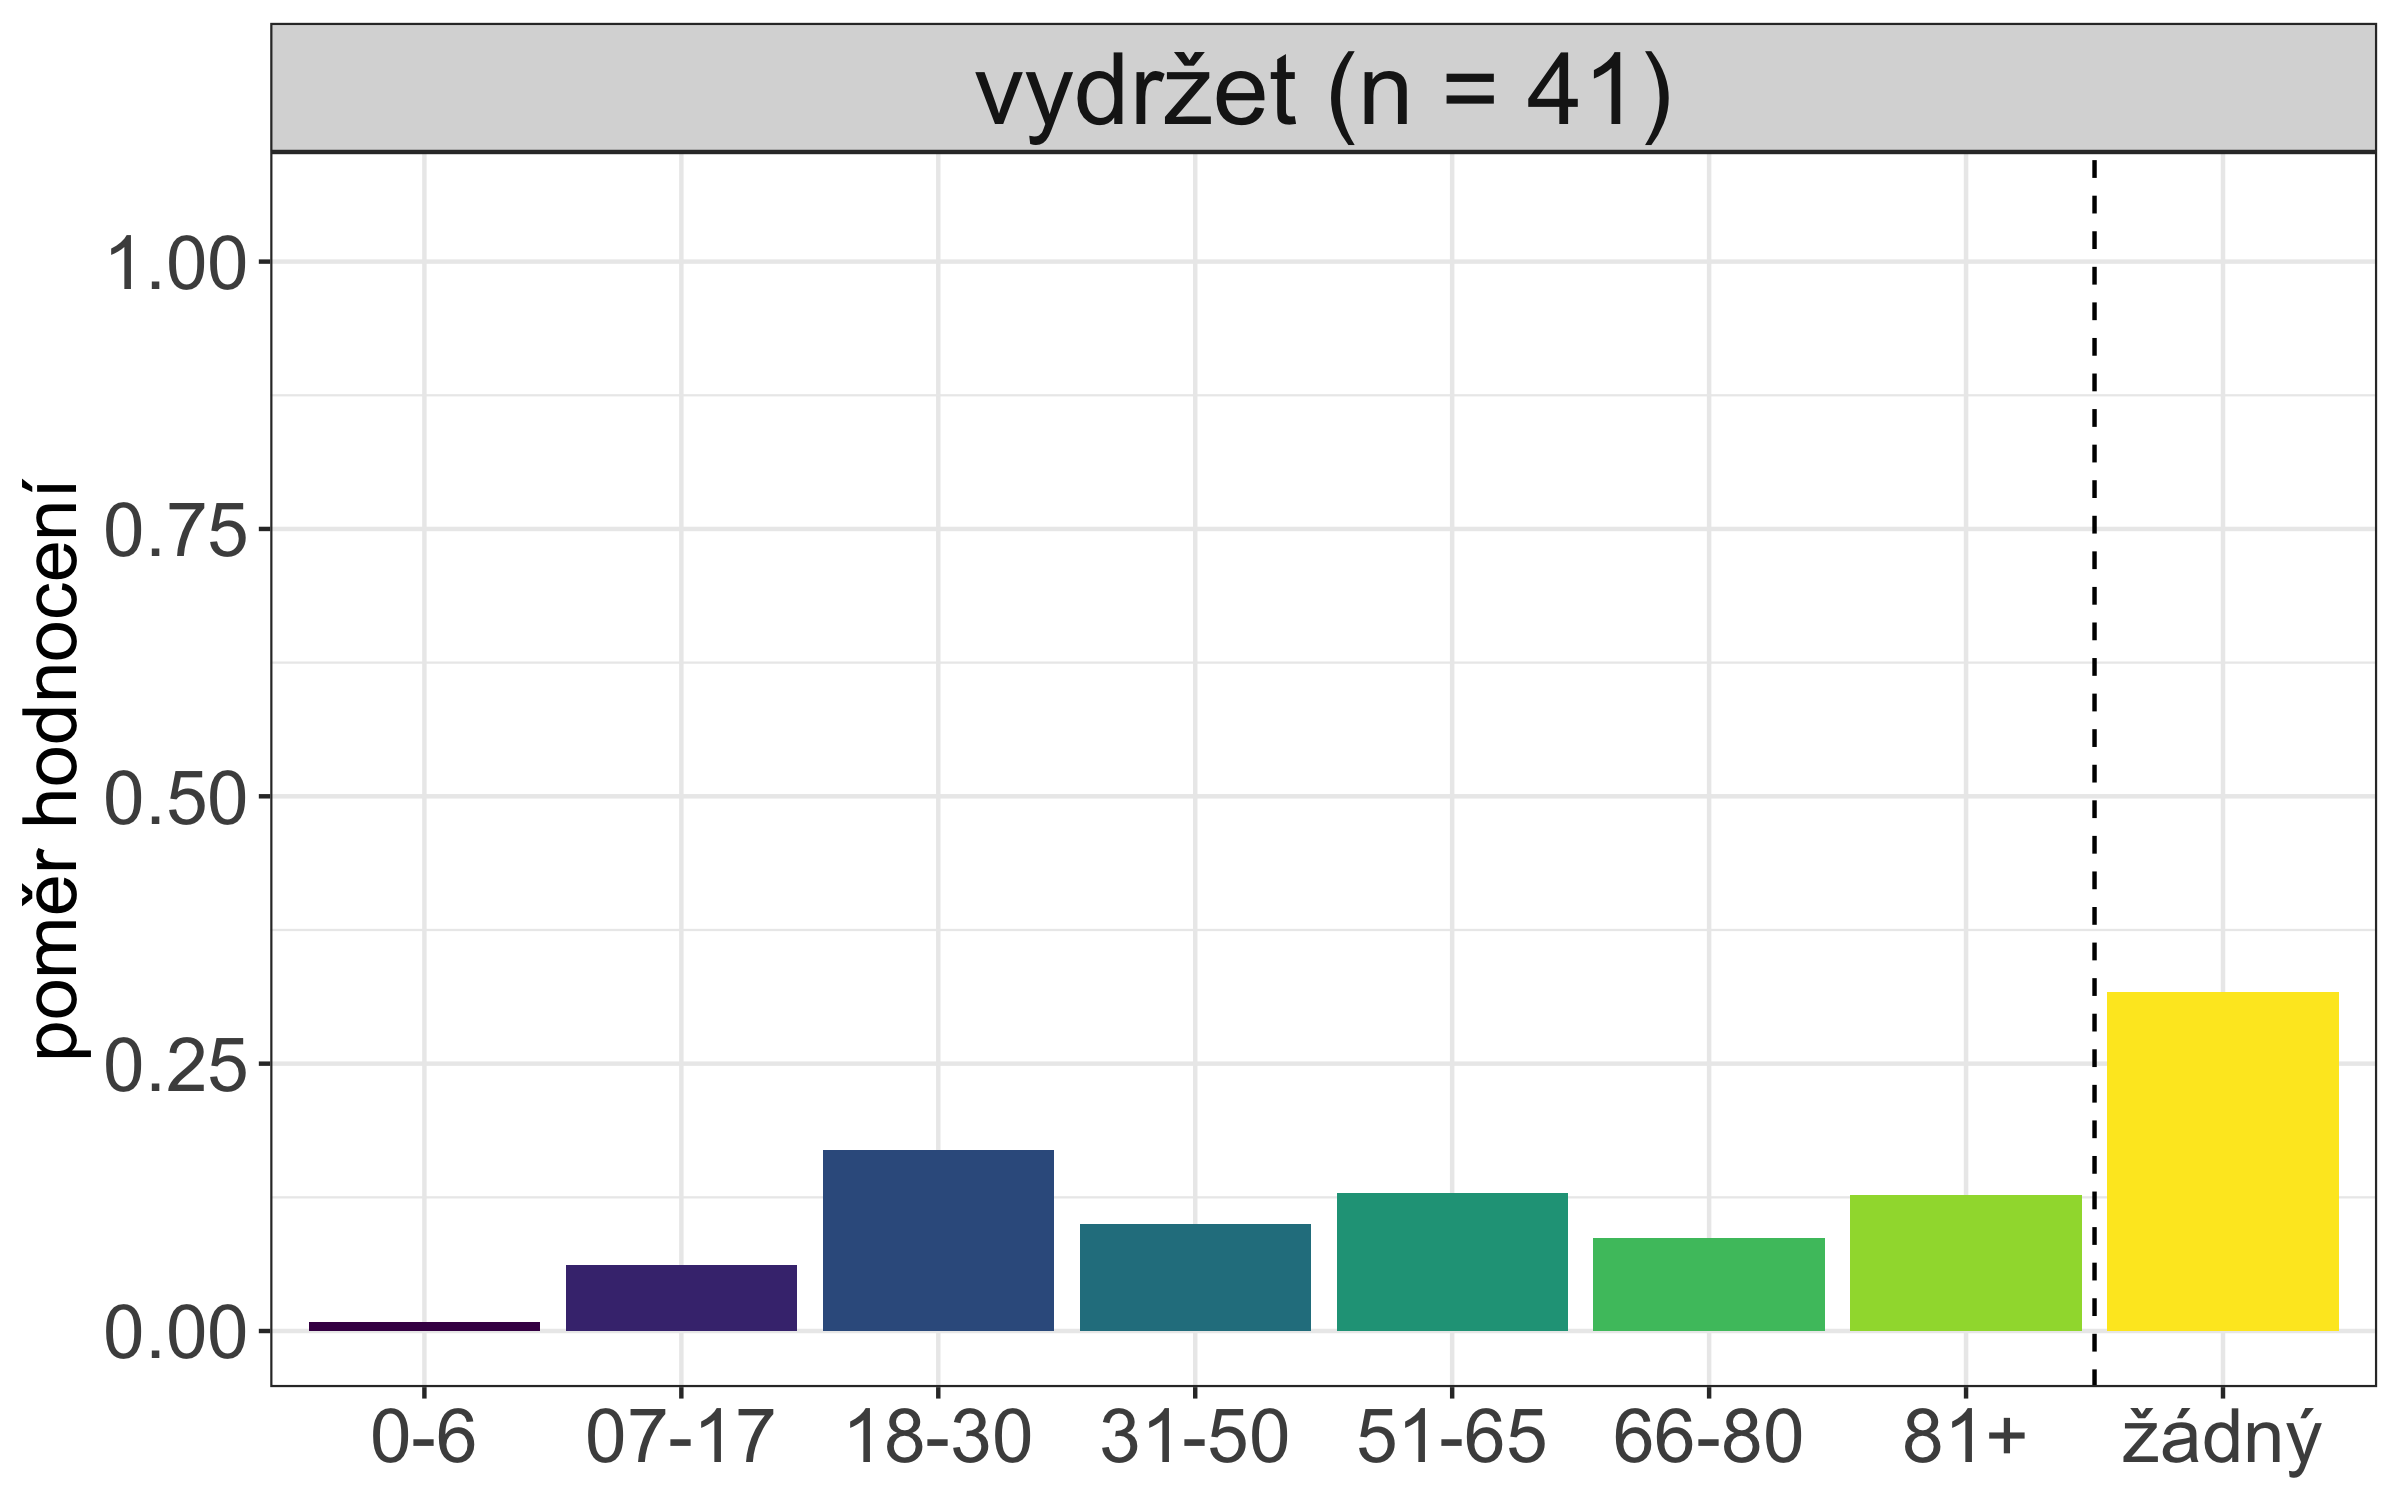 vydržet (n = 41)
poměr hodnocení
1.00
0.75
0.50
0.25
0.00
0-6 07-17 18-30 31-50 51-65 66-80 81+ žádný